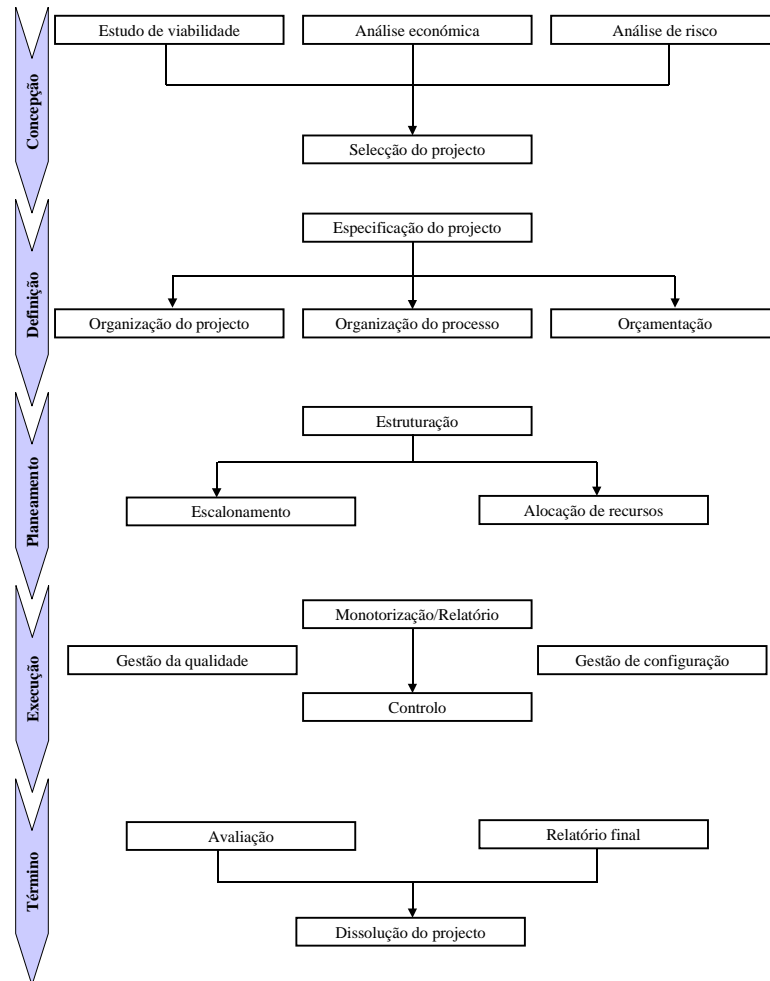 Concepção
Estudo de viabilidade
Análise económica
Análise de risco
Selecção do projecto
Definição
Especificação do projecto
Organização do projecto
Organização do processo
Orçamentação
Planeamento
Estruturação
Escalonamento
Alocação de recursos
Execução
Monotorização/Relatório
Gestão da qualidade
Gestão de configuração
Controlo
Término
Avaliação
Relatório final
Dissolução do projecto